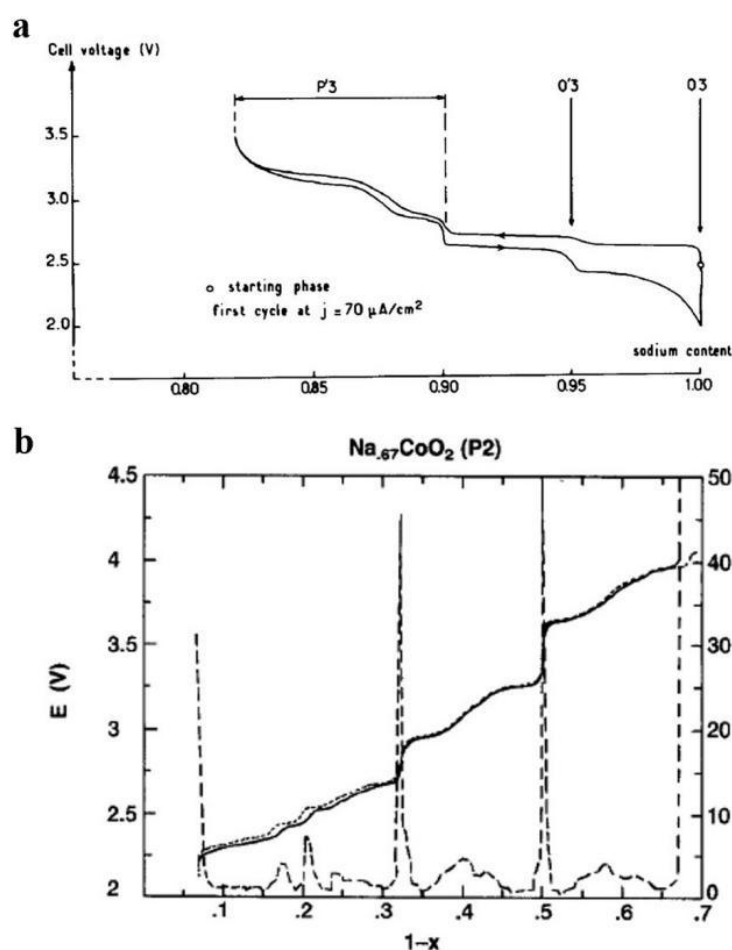 a
Cell voltage (V)
P'3
O'3
O3
3.5
3.0
2.5
2.0
o starting phase
first cycle at j = 70 μA/cm²
sodium content
0.80
0.85
0.90
0.95
1.00
b
Na.67CoO2 (P2)
4.5
4
3.5
3
2.5
2
E (V)
50
40
30
20
10
0
.1
.2
.3
.4
.5
.6
0.7
1-x